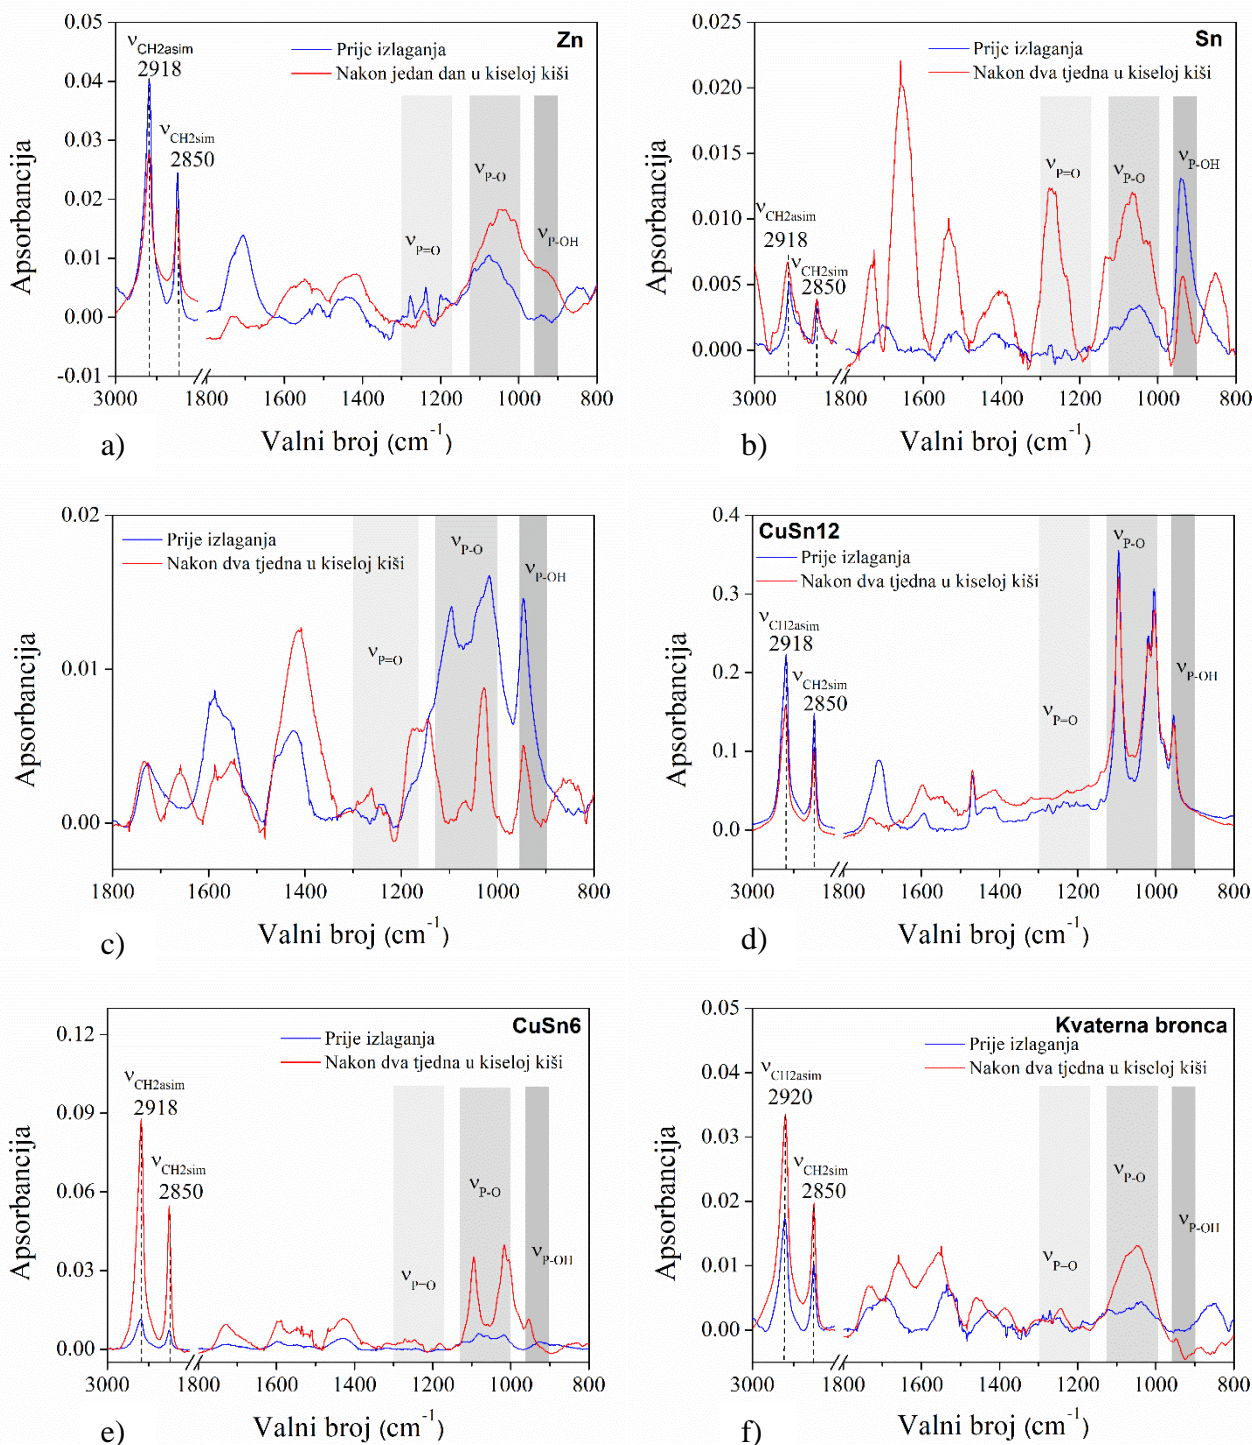 Zn
Prije izlaganja
Nakon jedan dan u kiseloj kiši
νCH2asim
2918
νCH2sim
2850
νP=O
νP-O
νP-OH
Apsorbancija
0.05
0.04
0.03
0.02
0.01
0.00
-0.01
3000 1800 1600 1400 1200 1000 800
Valni broj (cm-1)
a)
Sn
Prije izlaganja
Nakon dva tjedna u kiseloj kiši
νCH2asim
2918
νCH2sim
2850
νP=O
νP-O
νP-OH
Apsorbancija
0.025
0.020
0.015
0.010
0.005
0.000
3000 1800 1600 1400 1200 1000 800
Valni broj (cm-1)
b)
Prije izlaganja
Nakon dva tjedna u kiseloj kiši
νP=O
νP-O
νP-OH
Apsorbancija
0.02
0.01
0.00
1800 1600 1400 1200 1000 800
Valni broj (cm-1)
c)
CuSn12
Prije izlaganja
Nakon dva tjedna u kiseloj kiši
νCH2asim
2918
νCH2sim
2850
νP=O
νP-O
νP-OH
Apsorbancija
0.4
0.3
0.2
0.1
0.0
3000 1800 1600 1400 1200 1000 800
Valni broj (cm-1)
d)
CuSn6
Prije izlaganja
Nakon dva tjedna u kiseloj kiši
νCH2asim
2918
νCH2sim
2850
νP=O
νP-O
νP-OH
Apsorbancija
0.12
0.09
0.06
0.03
0.00
3000 1800 1600 1400 1200 1000 800
Valni broj (cm-1)
e)
Kvaterna bronca
Prije izlaganja
Nakon dva tjedna u kiseloj kiši
νCH2asim
2920
νCH2sim
2850
νP=O
νP-O
νP-OH
Apsorbancija
0.05
0.04
0.03
0.02
0.01
0.00
3000 1800 1600 1400 1200 1000 800
Valni broj (cm-1)
f)